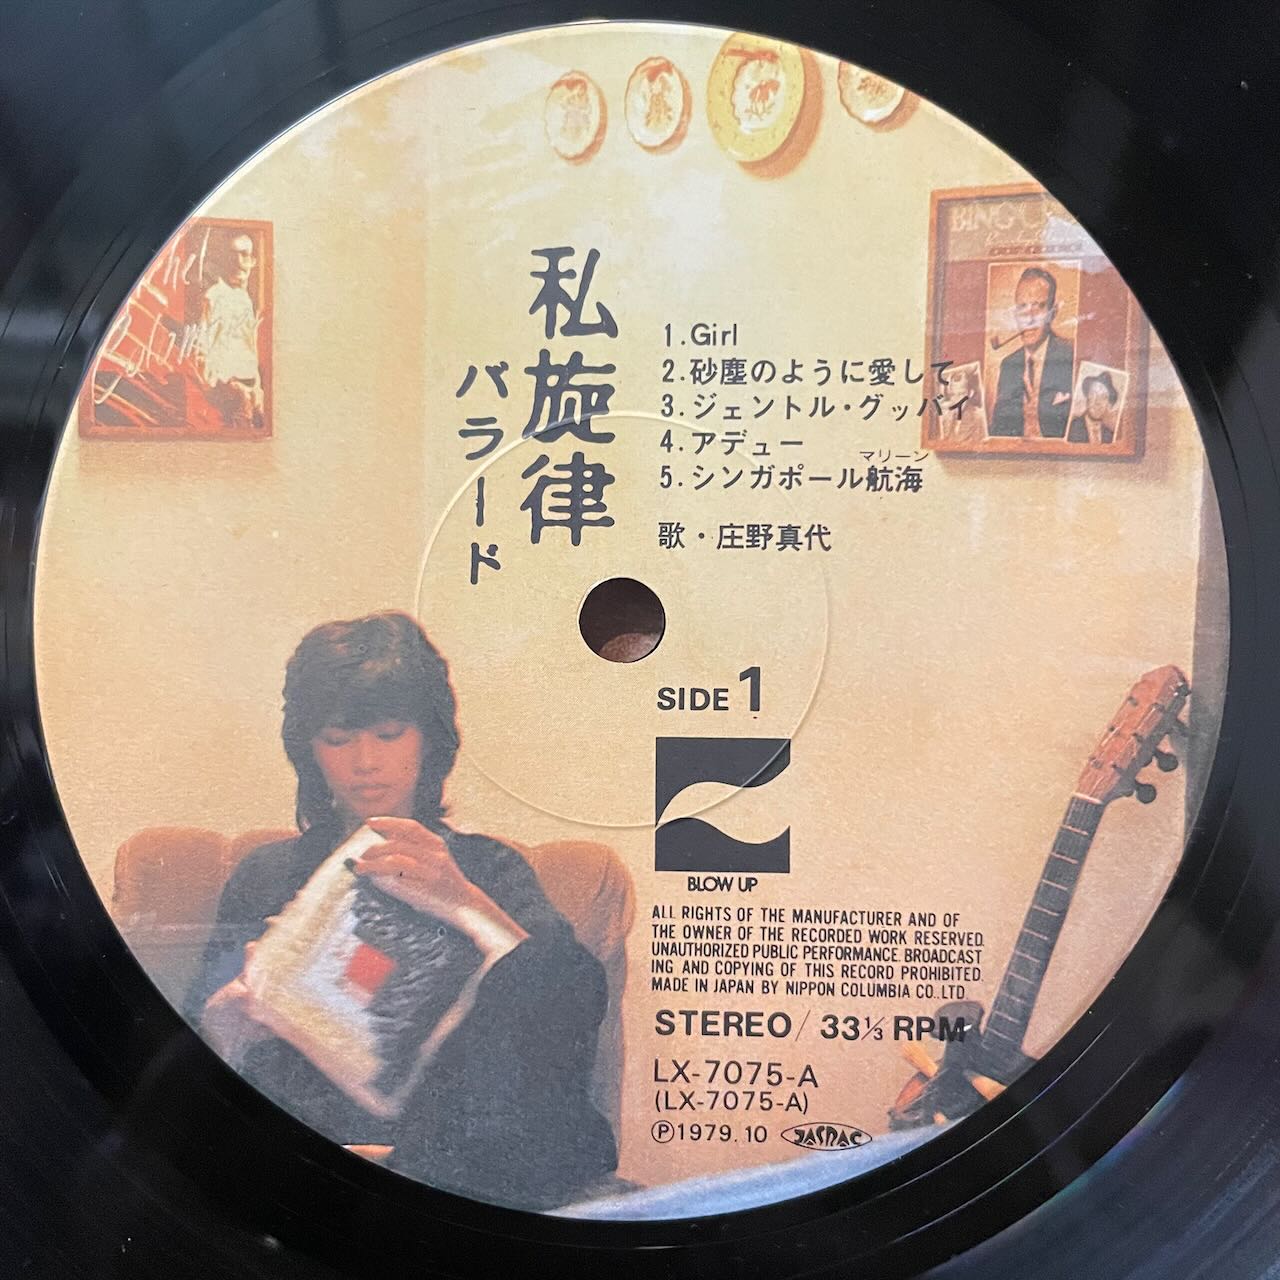 私旋律
バラード
1.Girl
2.砂塵のように愛して
3.ジェントル・グッバイ
4.アデュー
マリーン
5.シンガポール航海
歌・庄野真代
SIDE 1
BLOW UP
ALL RIGHTS OF THE MANUFACTURER AND OF
THE OWNER OF THE RECORDED WORK RESERVED.
UNAUTHORIZED PUBLIC PERFORMANCE. BROADCAST
ING AND COPYING OF THIS RECORD PROHIBITED.
MADE IN JAPAN BY NIPPON COLUMBIA CO.,LTD.
STEREO/ 33⅓ RPM
LX-7075-A
(LX-7075-A)
Ⓟ1979.10 JASRAC
BING